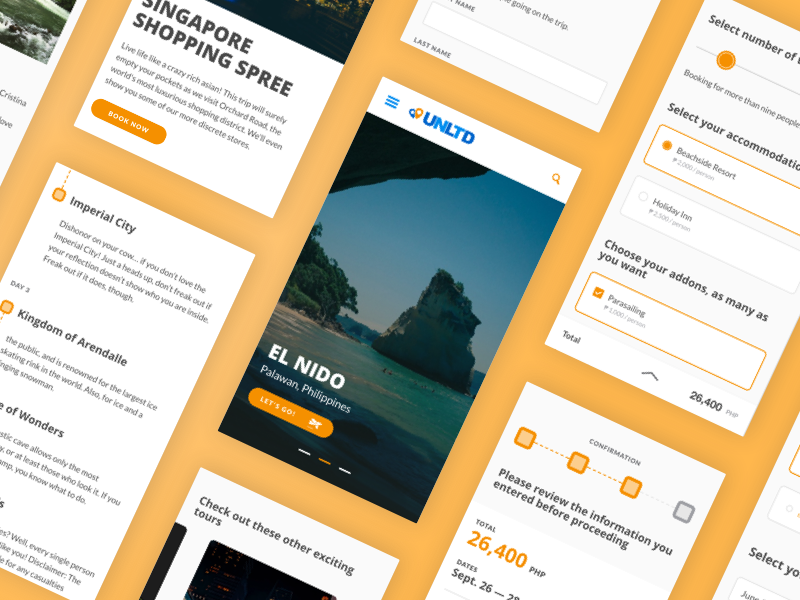 Cristina
love
SINGAPORE
SHOPPING SPREE
Live life like a crazy rich asian! This trip will surely
empty your pockets as we visit Orchard Road, the
world's most luxurious shopping district. We'll even
show you some of our more discrete stores.
BOOK NOW
Imperial City
Dishonor on your cow... if you don't love the
Imperial City! Just a heads up, don't freak out if
your reflection doesn't show who you are inside.
Freak out if it does, though.
DAY 3
Kingdom of Arendalle
the public, and is renowned for the largest ice
skating rink in the world. Also, for ice and a
singing snowman.
of Wonders
cave allows only the most
or at least those who look it. If you
you know what to do.
Well, every single person
like you! Disclaimer: The
for any casualties
NAME
going on the trip.
LAST NAME
UNLTD
EL NIDO
Palawan, Philippines
LET'S GO!
Check out these other exciting
tours
Select number of
Booking for more than nine people
Select your accommodation
Beachside Resort
₱ 2,000 / person
Holiday Inn
₱ 2,500 / person
Choose your addons, as many as
you want
Parasailing
₱ 1,000 / person
Total
26,400 PHP
CONFIRMATION
Please review the information you
entered before proceeding
TOTAL
26,400 PHP
DATES
Sept. 26 — 28
Select yo
June